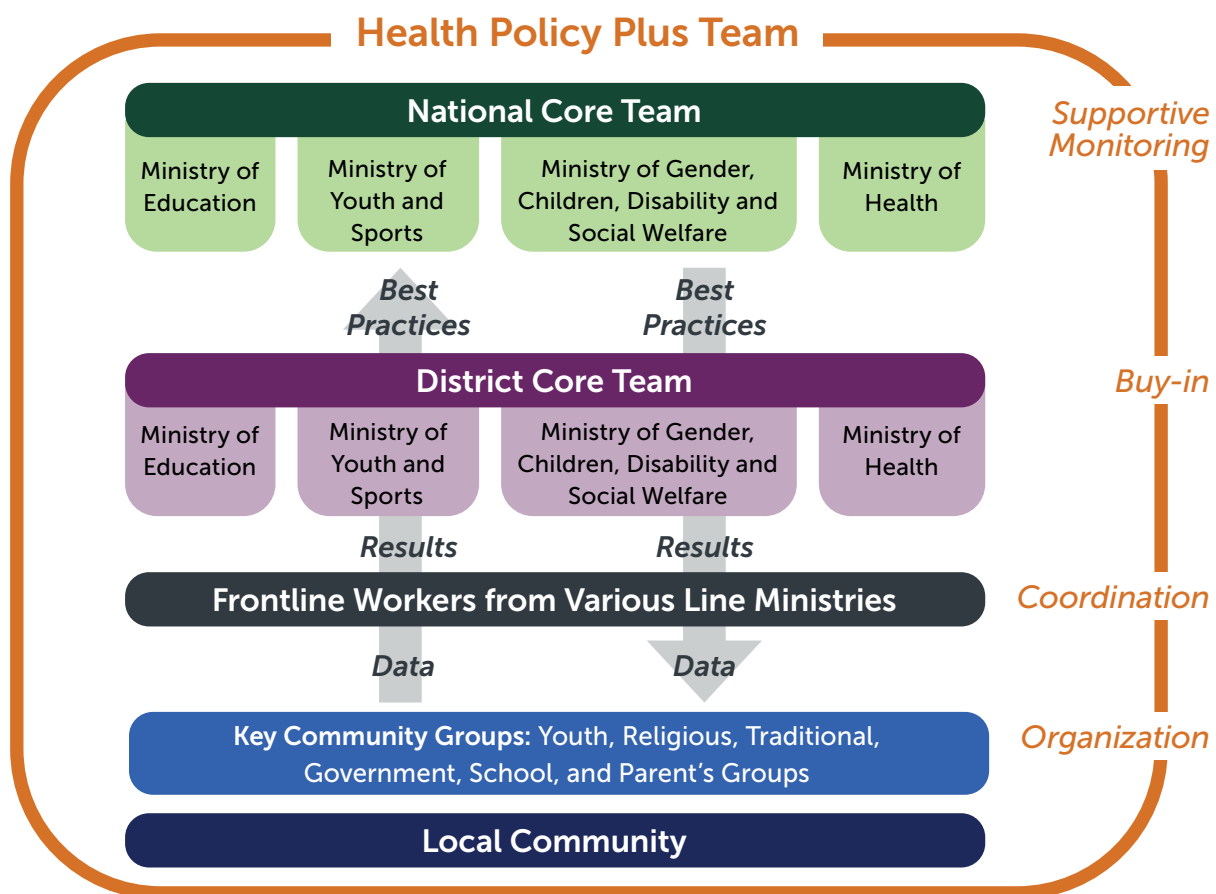 Health Policy Plus Team
National Core Team
Supportive
Monitoring
Ministry of
Education
Ministry of
Youth and
Sports
Ministry of Gender,
Children, Disability and
Social Welfare
Ministry of
Health
Best
Practices
Best
Practices
District Core Team
Buy-in
Ministry of
Education
Ministry of
Youth and
Sports
Ministry of Gender,
Children, Disability and
Social Welfare
Ministry of
Health
Results
Results
Frontline Workers from Various Line Ministries
Coordination
Data
Data
Key Community Groups: Youth, Religious, Traditional,
Government, School, and Parent’s Groups
Organization
Local Community